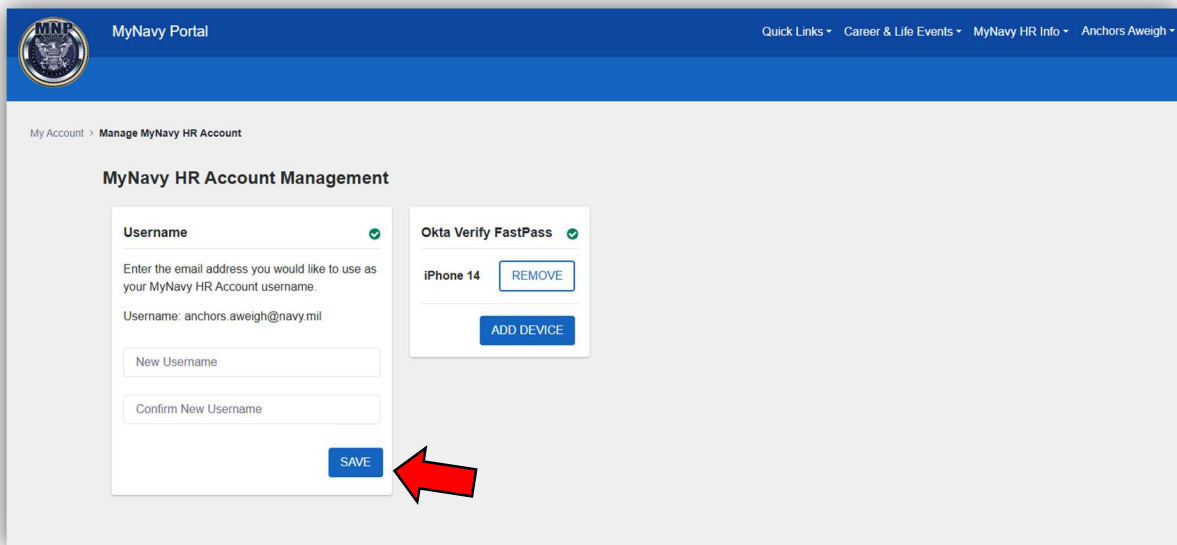 MNP
MyNavy Portal
Quick Links Career & Life Events MyNavy HR Info Anchors Aweigh
My Account > Manage MyNavy HR Account
MyNavy HR Account Management
Username
Enter the email address you would like to use as
your MyNavy HR Account username.
Username: anchors.aweigh@navy.mil
New Username
Confirm New Username
SAVE
Okta Verify FastPass
iPhone 14 REMOVE
ADD DEVICE